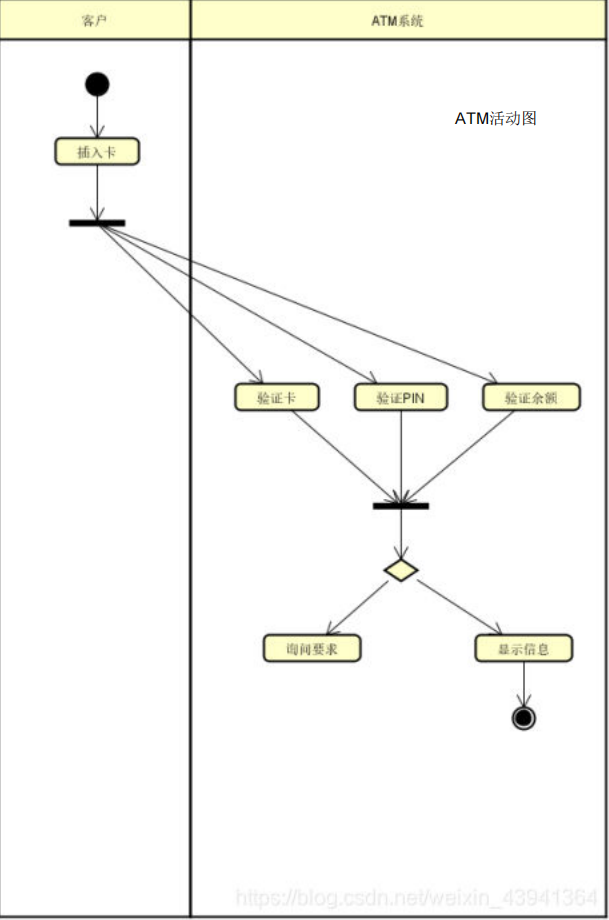 客户
ATM系统
ATM活动图
插入卡
验证卡
验证PIN
验证余额
询问要求
显示信息
https://blog.csdn.net/weixin_43941364